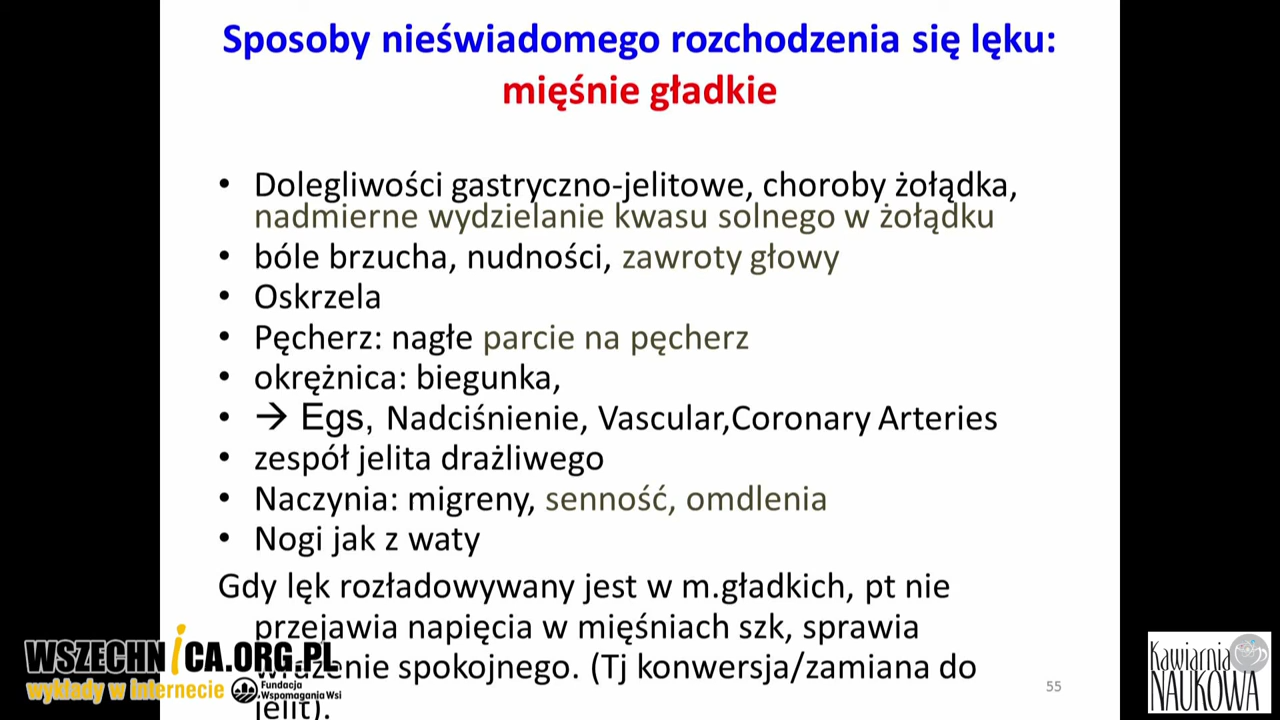 Sposoby nieświadomego rozchodzenia się lęku:
mięśnie gładkie
• Dolegliwości gastryczno-jelitowe, choroby żołądka,
nadmierne wydzielanie kwasu solnego w żołądku
• bóle brzucha, nudności, zawroty głowy
• Oskrzela
• Pęcherz: nagłe parcie na pęcherz
• okrężnica: biegunka,
• → Egs, Nadciśnienie, Vascular,Coronary Arteries
• zespół jelita drażliwego
• Naczynia: migreny, senność, omdlenia
• Nogi jak z waty
Gdy lęk rozładowywany jest w m.gładkich, pt nie
przejawia napięcia w mięśniach szk, sprawia
wrażenie spokojnego. (Tj konwersja/zamiana do
jelit).
55
WSZECHNICA.ORG.PL
wykłady w Internecie
Fundacja
Wspomagania Wsi
Kawiarnia
NAUKOWA